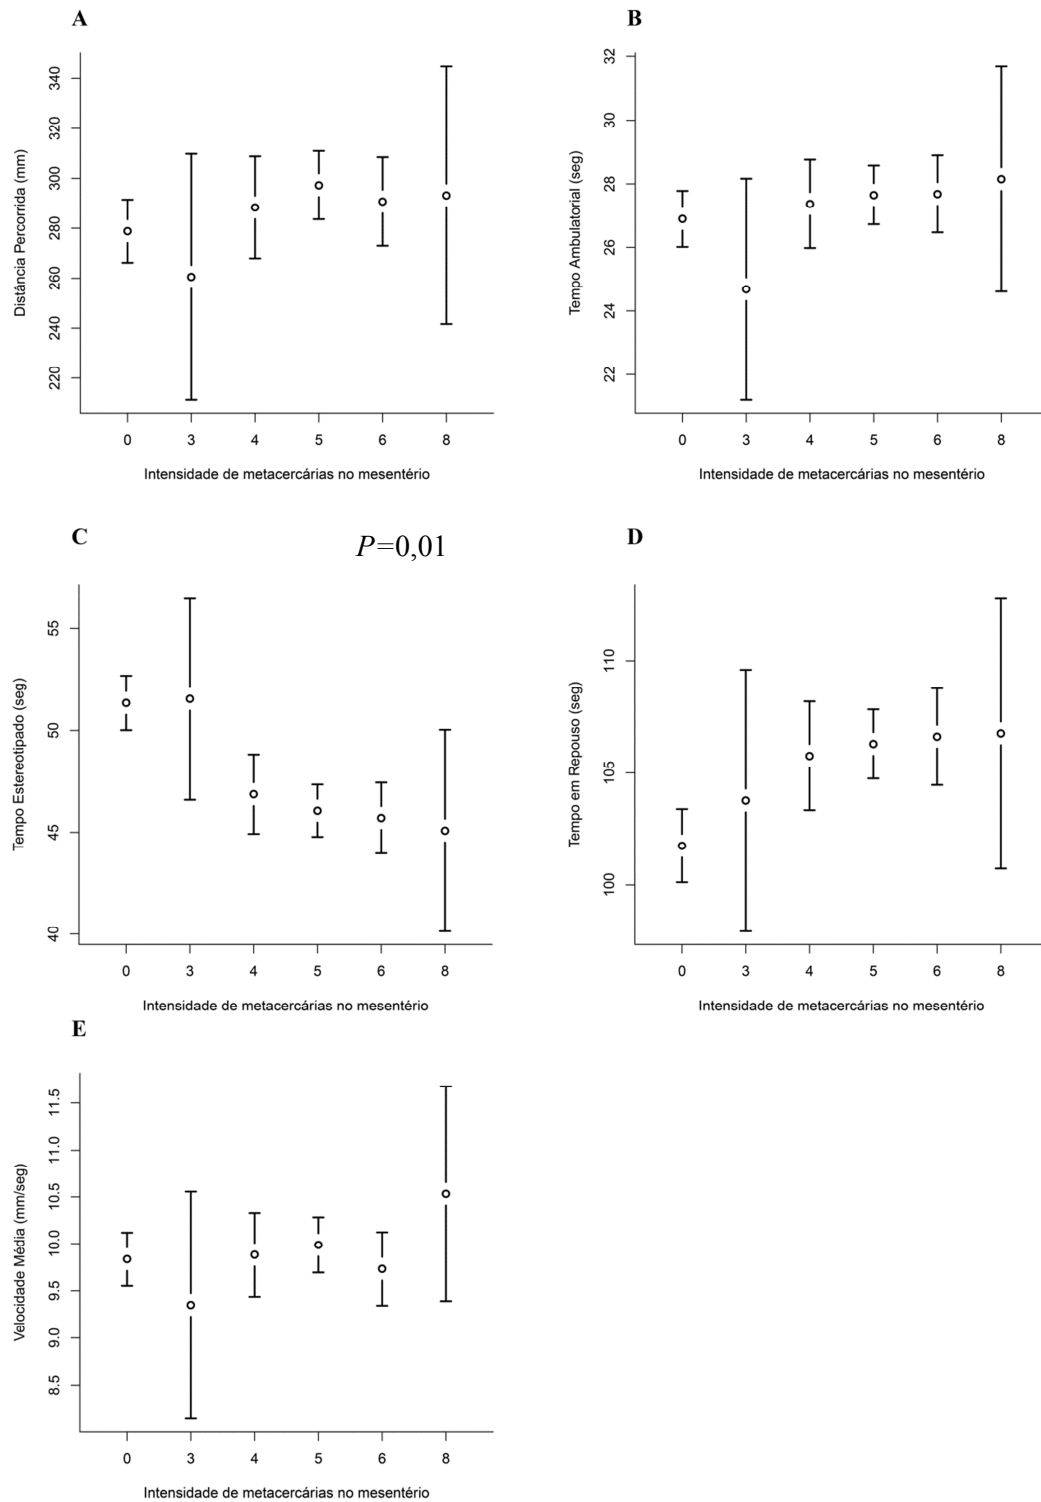 A
Distância Percorrida (mm)
340
320
300
280
260
240
220
0 3 4 5 6 8
Intensidade de metacercárias no mesentério
B
Tempo Ambulatorial (seg)
32
30
28
26
24
22
0 3 4 5 6 8
Intensidade de metacercárias no mesentério
C
P=0,01
Tempo Estereotipado (seg)
55
50
45
40
0 3 4 5 6 8
Intensidade de metacercárias no mesentério
D
Tempo em Repouso (seg)
110
105
100
0 3 4 5 6 8
Intensidade de metacercárias no mesentério
E
Velocidade Média (mm/seg)
11.5
11.0
10.5
10.0
9.5
9.0
8.5
0 3 4 5 6 8
Intensidade de metacercárias no mesentério